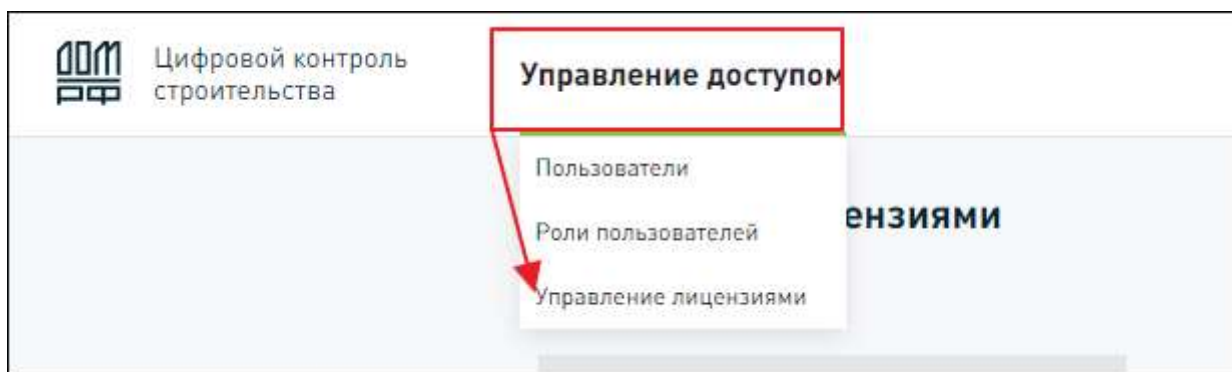 ДОМ
РФ
Цифровой контроль
строительства
Управление доступом
Пользователи
Роли пользователей
ензиями
Управление лицензиями